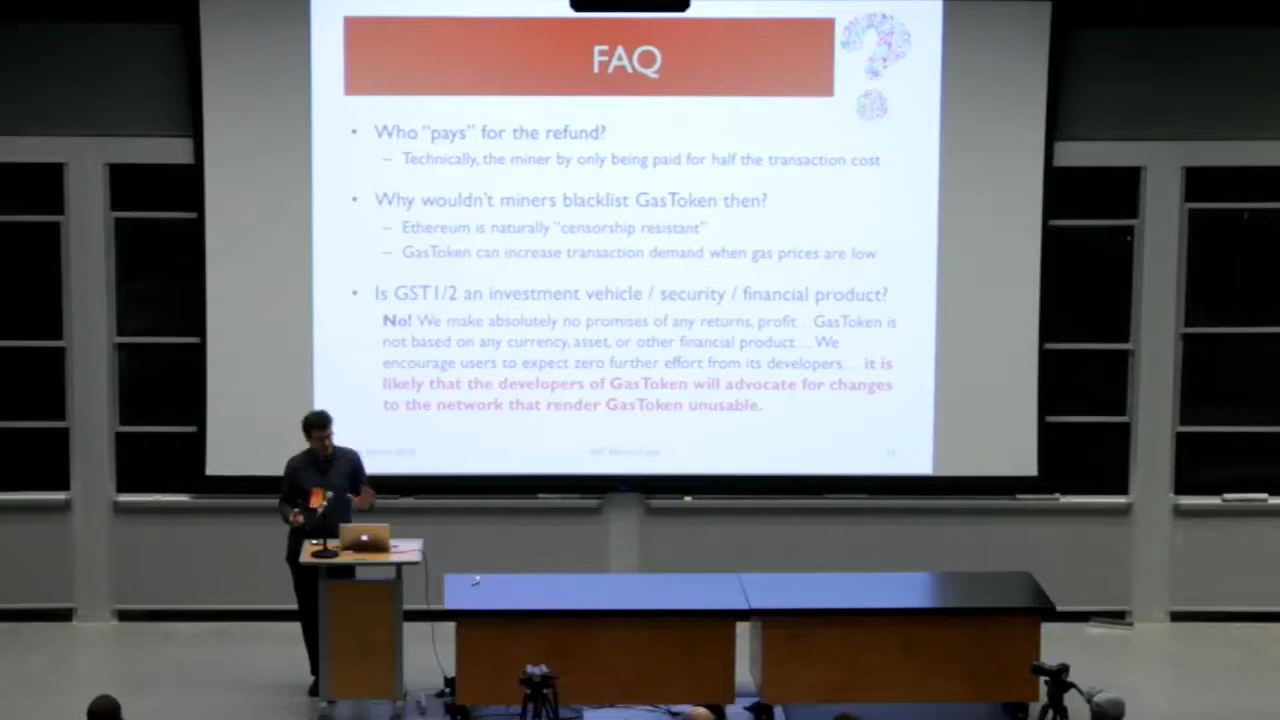 FAQ
• Who "pays" for the refund?
– Technically, the miner by only being paid for half the transaction cost
• Why wouldn't miners blacklist GasToken then?
– Ethereum is naturally "censorship resistant"
– GasToken can increase transaction demand when gas prices are low
• Is GST1/2 an investment vehicle / security / financial product?
No! We make absolutely no promises of any returns, profit…GasToken is
not based on any currency, asset, or other financial product… We
encourage users to expect zero further effort from its developers… it is
likely that the developers of GasToken will advocate for changes
to the network that render GasToken unusable.